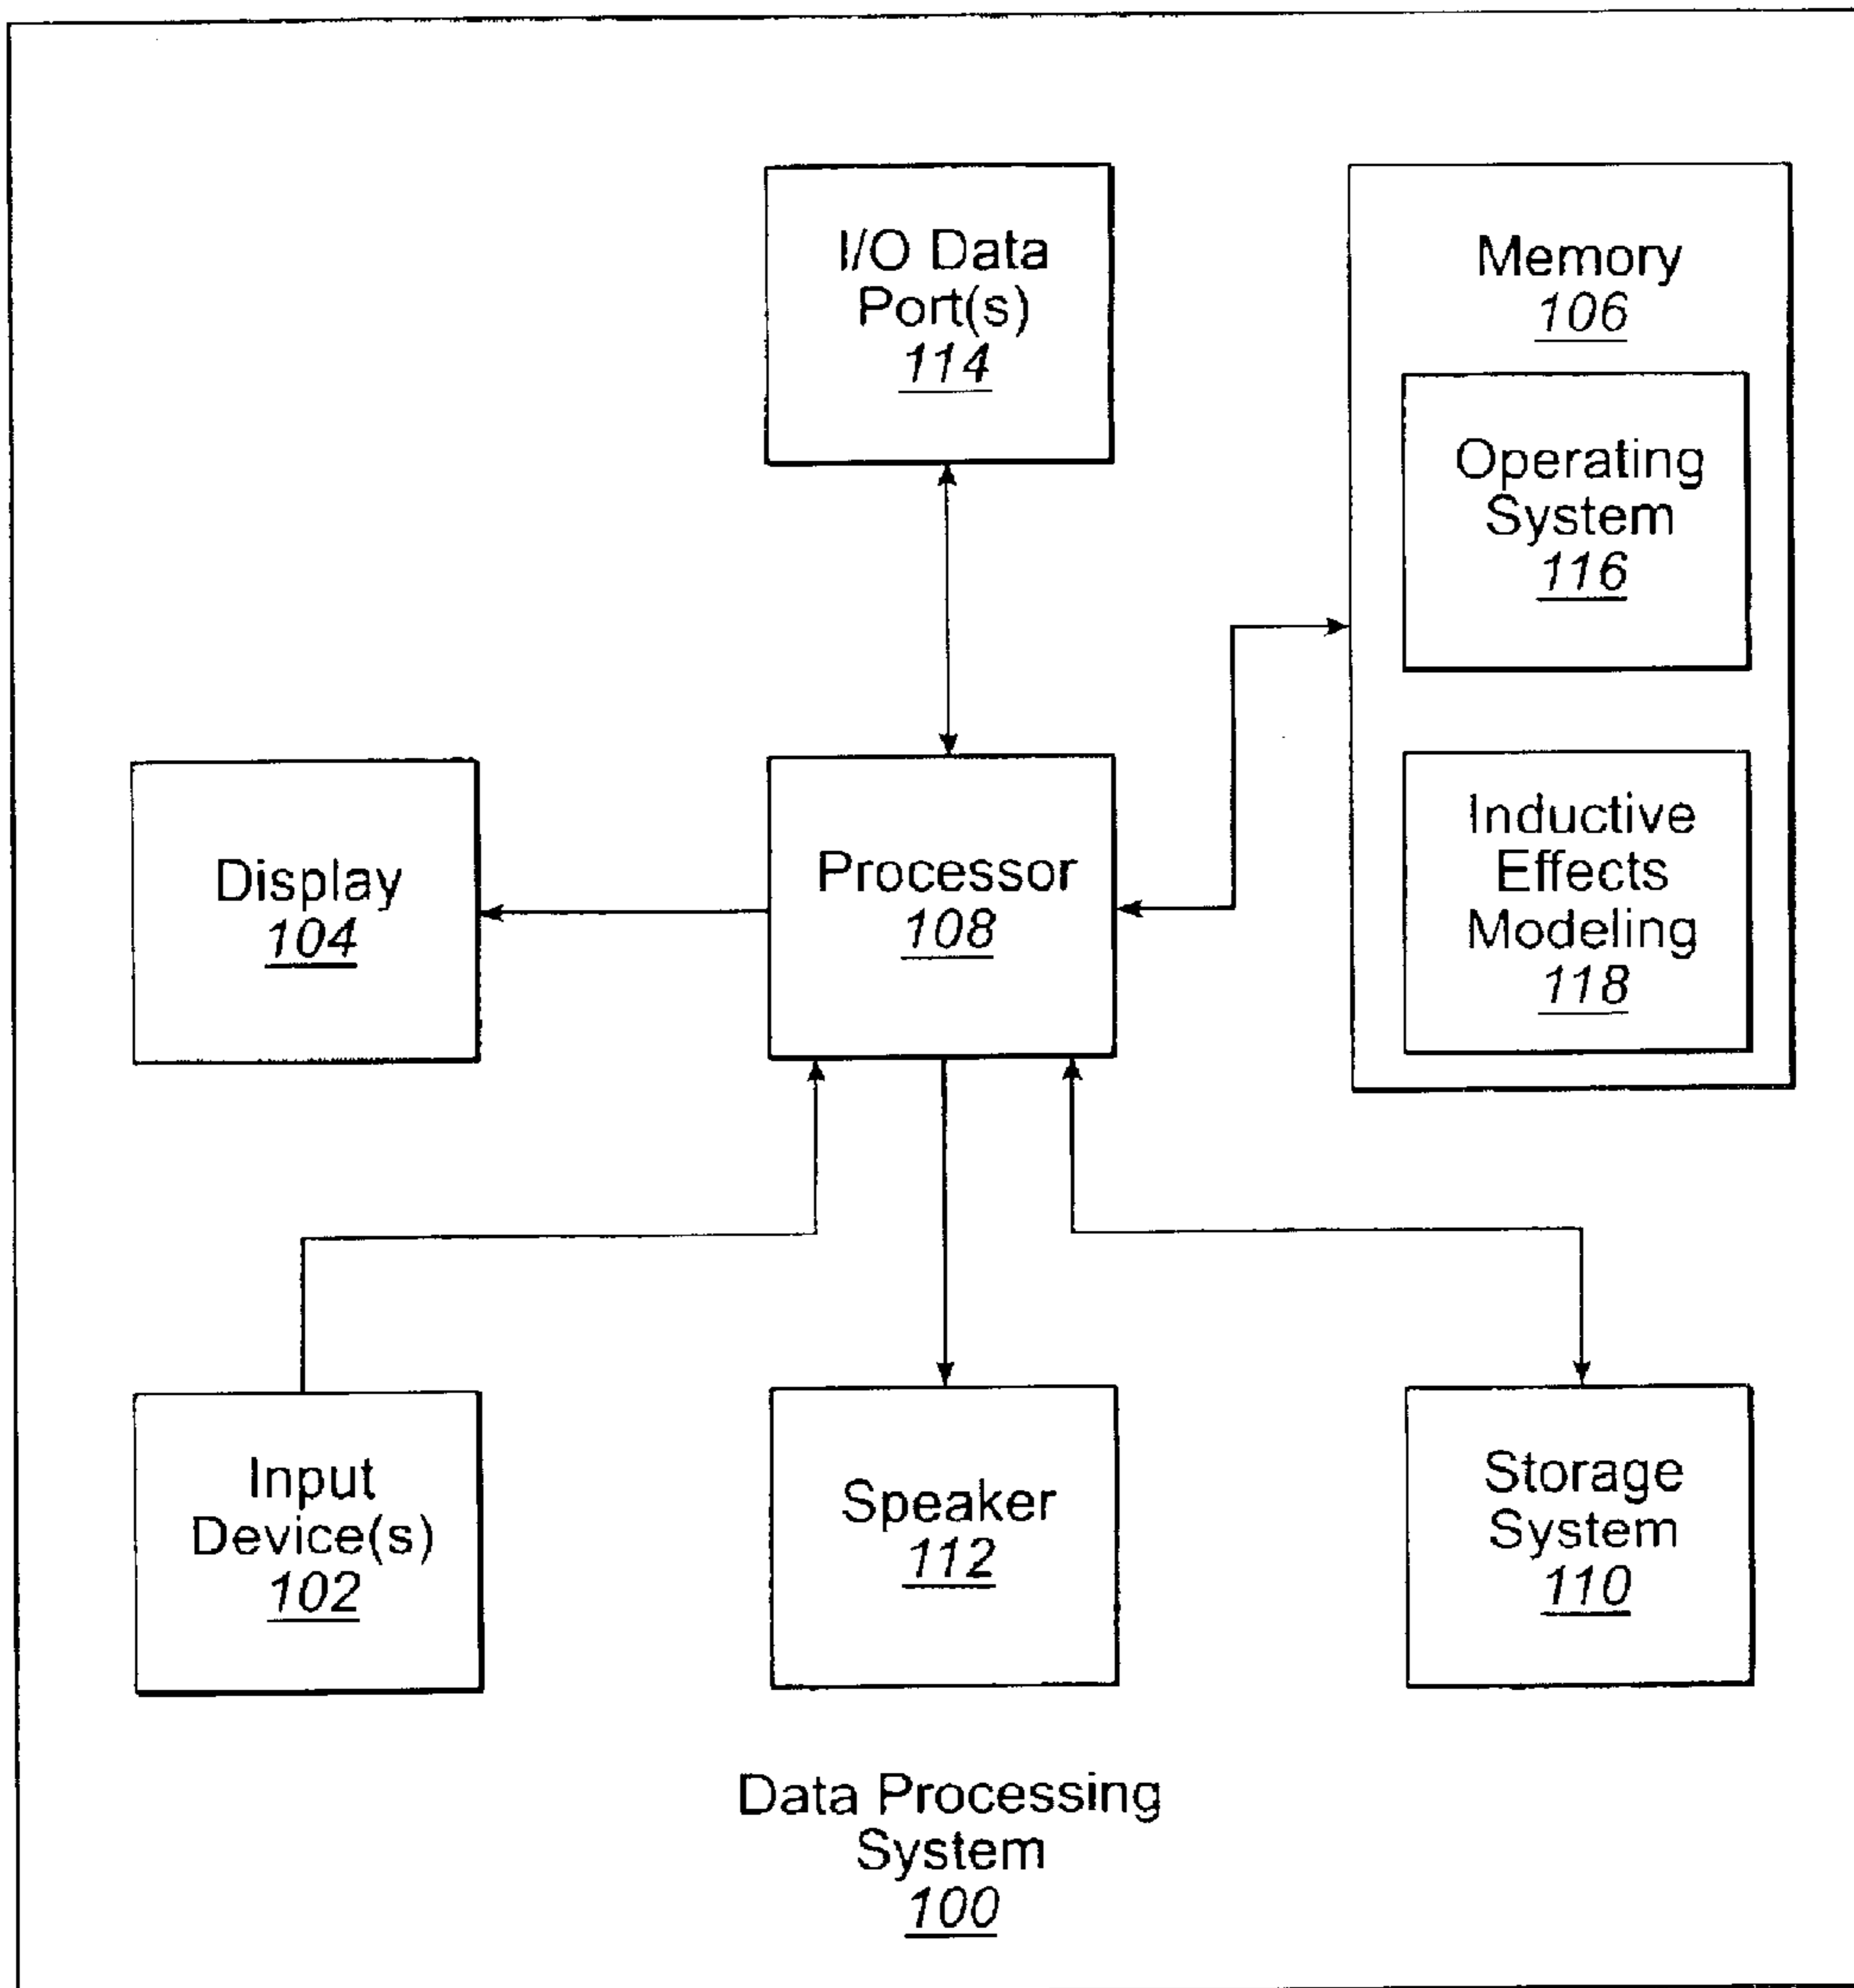 I/O Data
Port(s)
114
Memory
106
Operating
System
116
Inductive
Effects
Modeling
118
Processor
108
Display
104
Input
Device(s)
102
Speaker
112
Storage
System
110
Data Processing
System
100